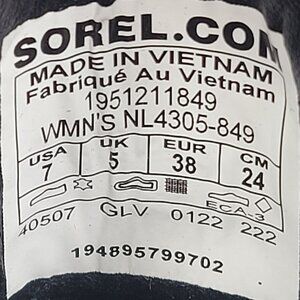 SOREL.COM
MADE IN VIETNAM
Fabriqué Au Vietnam
1951211849
WMN'S NL4305-849
USA UK EUR CM
7 5 38 24
ECA-3
40507 GLV 0122 222
194895799702